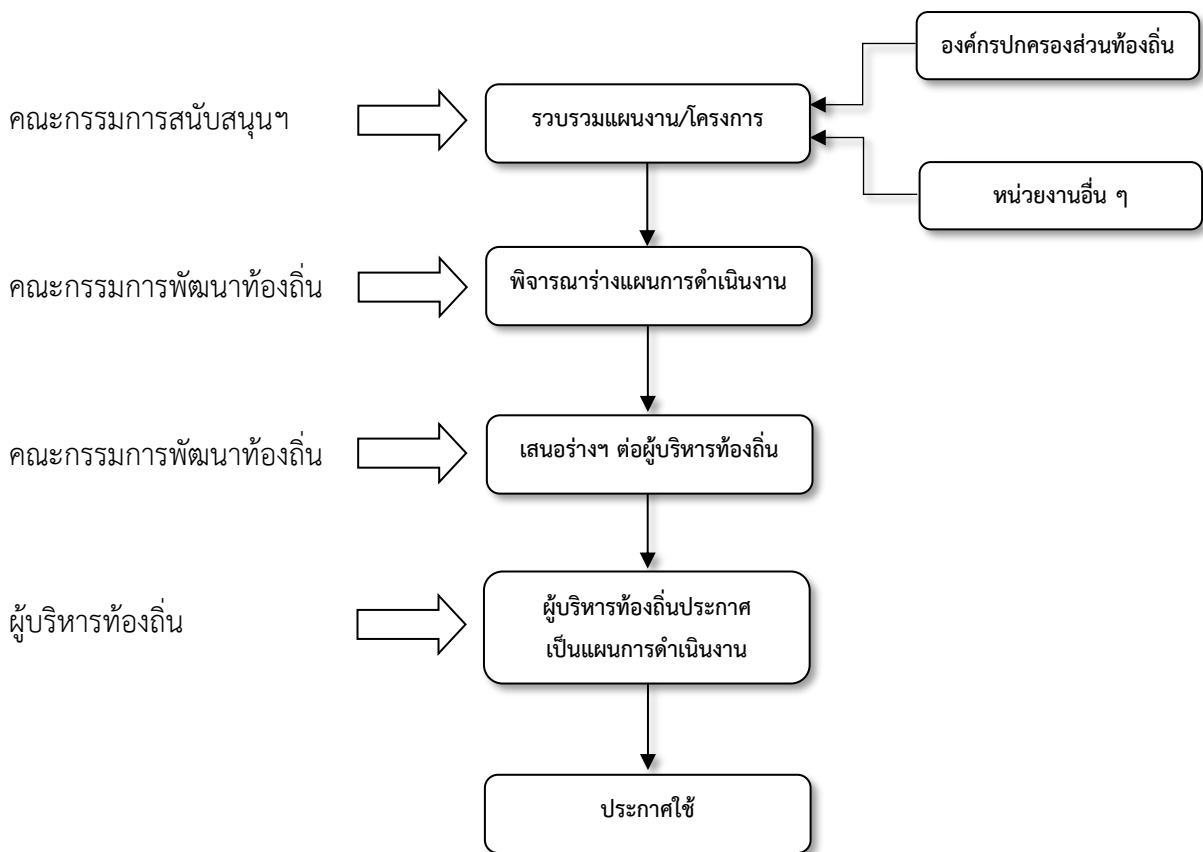 องค์กรปกครองส่วนท้องถิ่น
คณะกรรมการสนับสนุนฯ
รวบรวมแผนงาน/โครงการ
หน่วยงานอื่น ๆ
คณะกรรมการพัฒนาท้องถิ่น
พิจารณาร่างแผนการดำเนินงาน
คณะกรรมการพัฒนาท้องถิ่น
เสนอร่างฯ ต่อผู้บริหารท้องถิ่น
ผู้บริหารท้องถิ่น
ผู้บริหารท้องถิ่นประกาศ
เป็นแผนการดำเนินงาน
ประกาศใช้